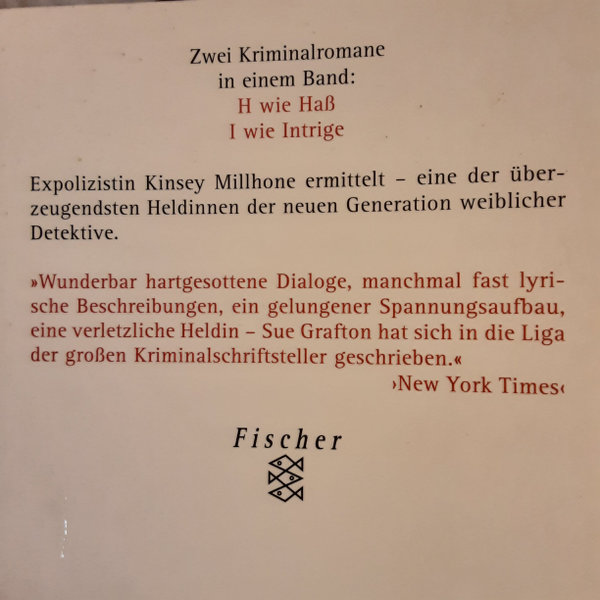 Zwei Kriminalromane
in einem Band:
H wie Haß
I wie Intrige
Expolizistin Kinsey Millhone ermittelt – eine der über-
zeugendsten Heldinnen der neuen Generation weiblicher
Detektive.
»Wunderbar hartgesottene Dialoge, manchmal fast lyri-
sche Beschreibungen, ein gelungener Spannungsaufbau,
eine verletzliche Heldin – Sue Grafton hat sich in die Liga
der großen Kriminalschriftsteller geschrieben.«
›New York Times‹
Fischer